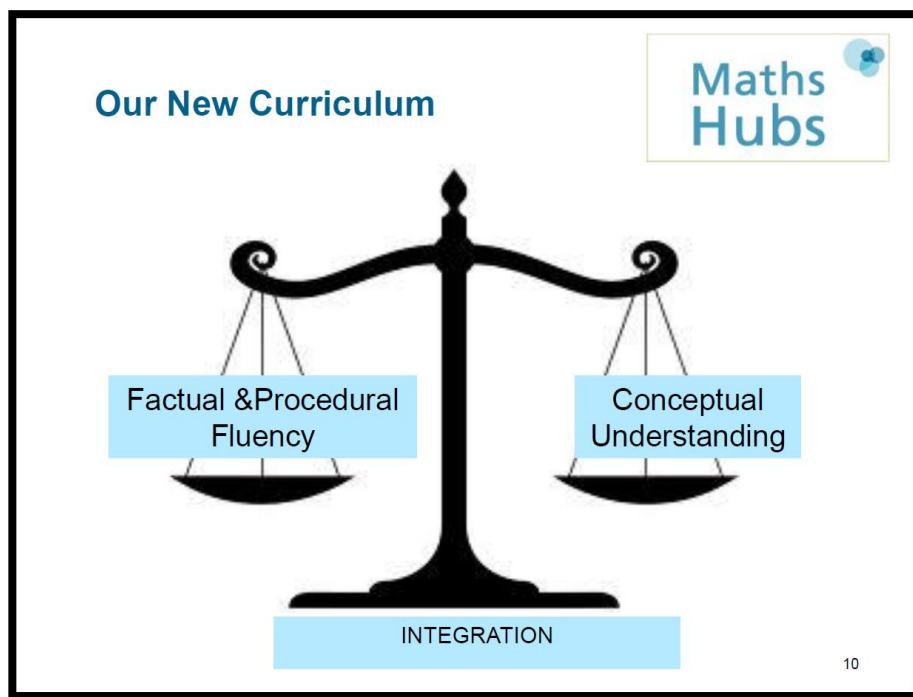 Our New Curriculum
Maths
Hubs
Factual &Procedural
Fluency
Conceptual
Understanding
INTEGRATION
10